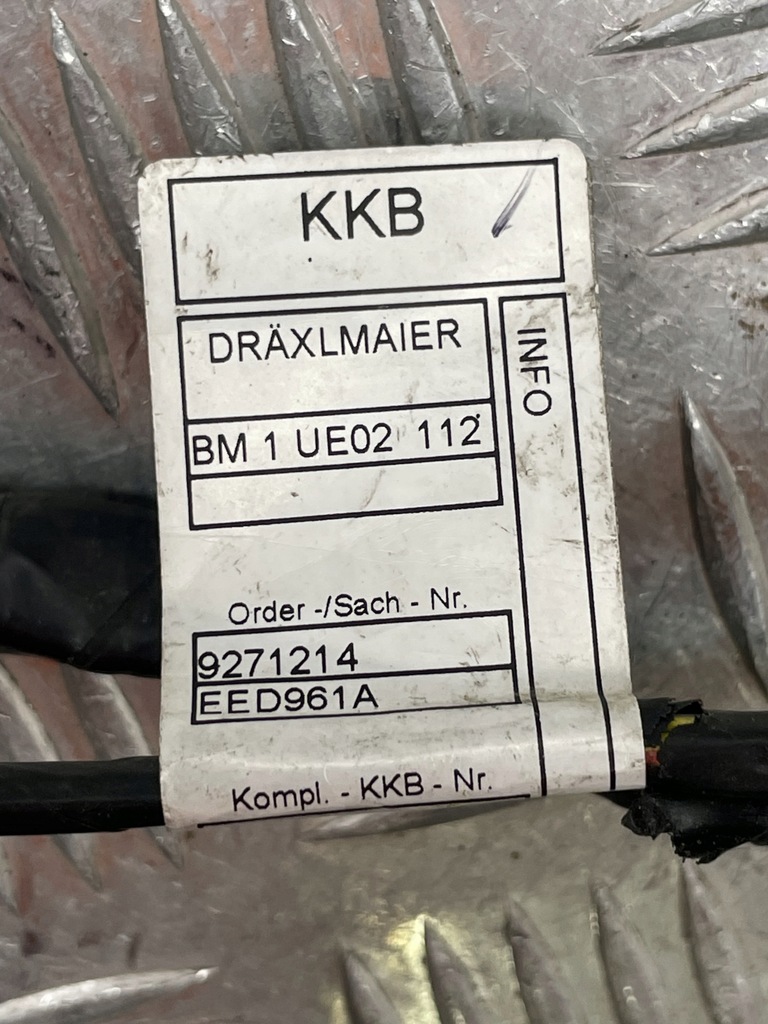 KKB
DRÄXLMAIER
INFO
BM 1 UE02 112
Order -/Sach - Nr.
9271214
EED961A
Kompl. - KKB - Nr.